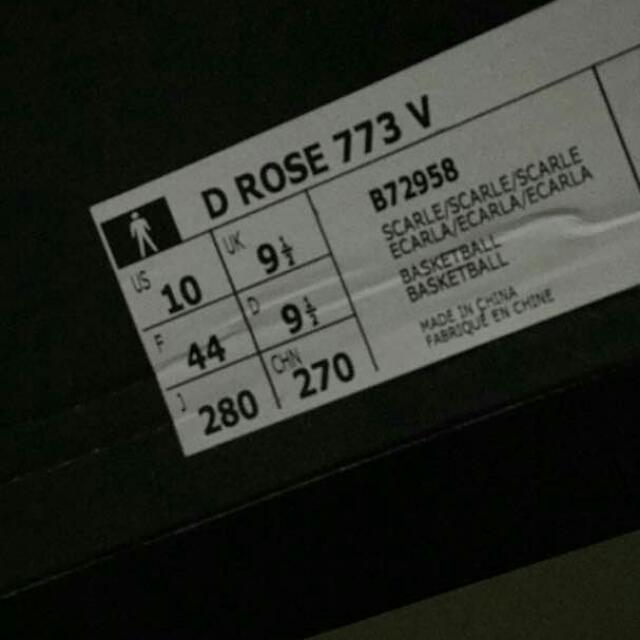 D ROSE 773 V
US 10
UK 9½
F 44
D 9½
J 280
CHN 270
B72958
SCARLE/SCARLE/SCARLE
ECARLA/ECARLA/ECARLA
BASKETBALL
BASKETBALL
MADE IN CHINA
FABRIQUÉ EN CHINE